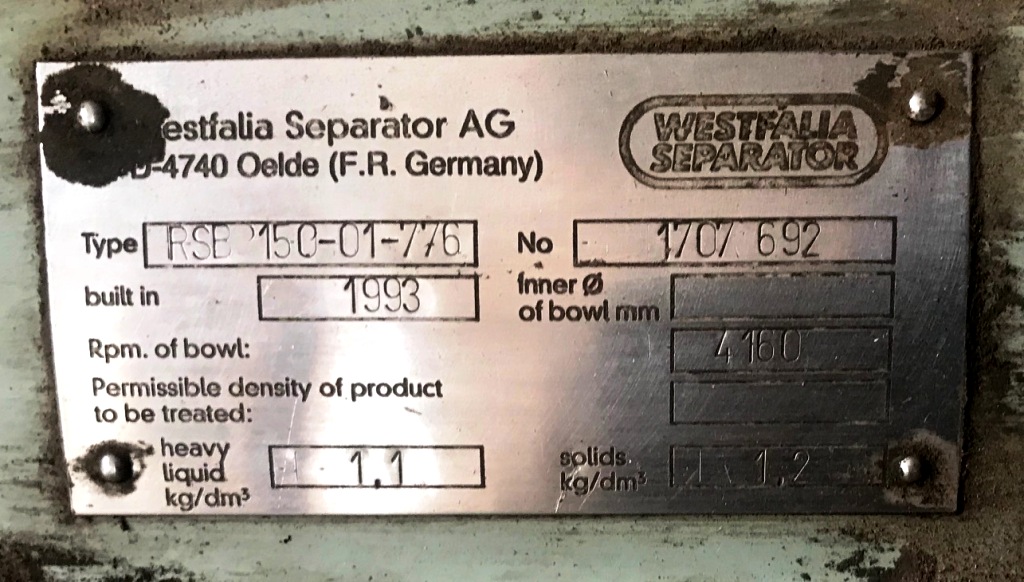 estfalia Separator AG
D-4740 Oelde (F.R. Germany)
WESTFALIA
SEPARATOR
Type RSE 150-01-776 No 1707 692
built in 1993 Inner Ø
of bowl mm
Rpm. of bowl: 4160
Permissible density of product
to be treated:
heavy
liquid
kg/dm³ 1,1
solids
kg/dm³ 1,2